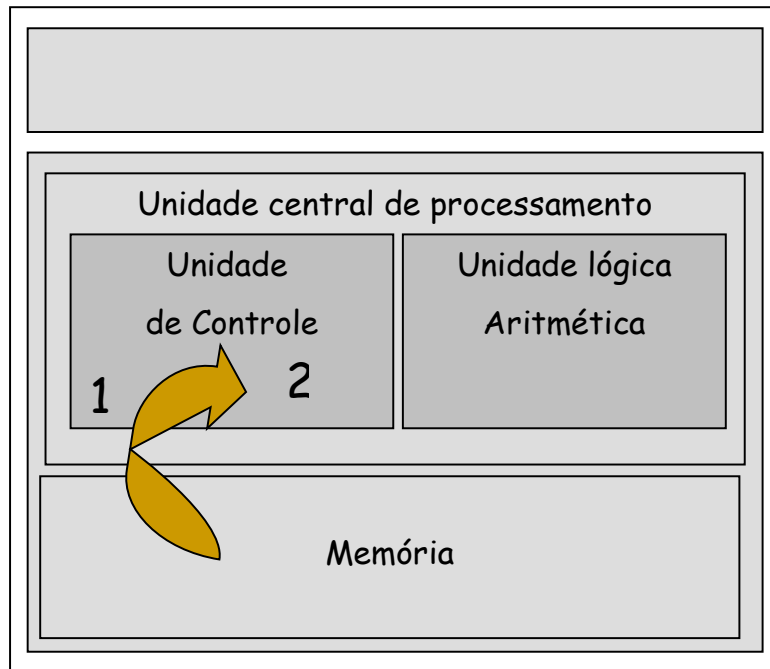 Unidade central de processamento
Unidade
de Controle
1
2
Unidade lógica
Aritmética
Memória